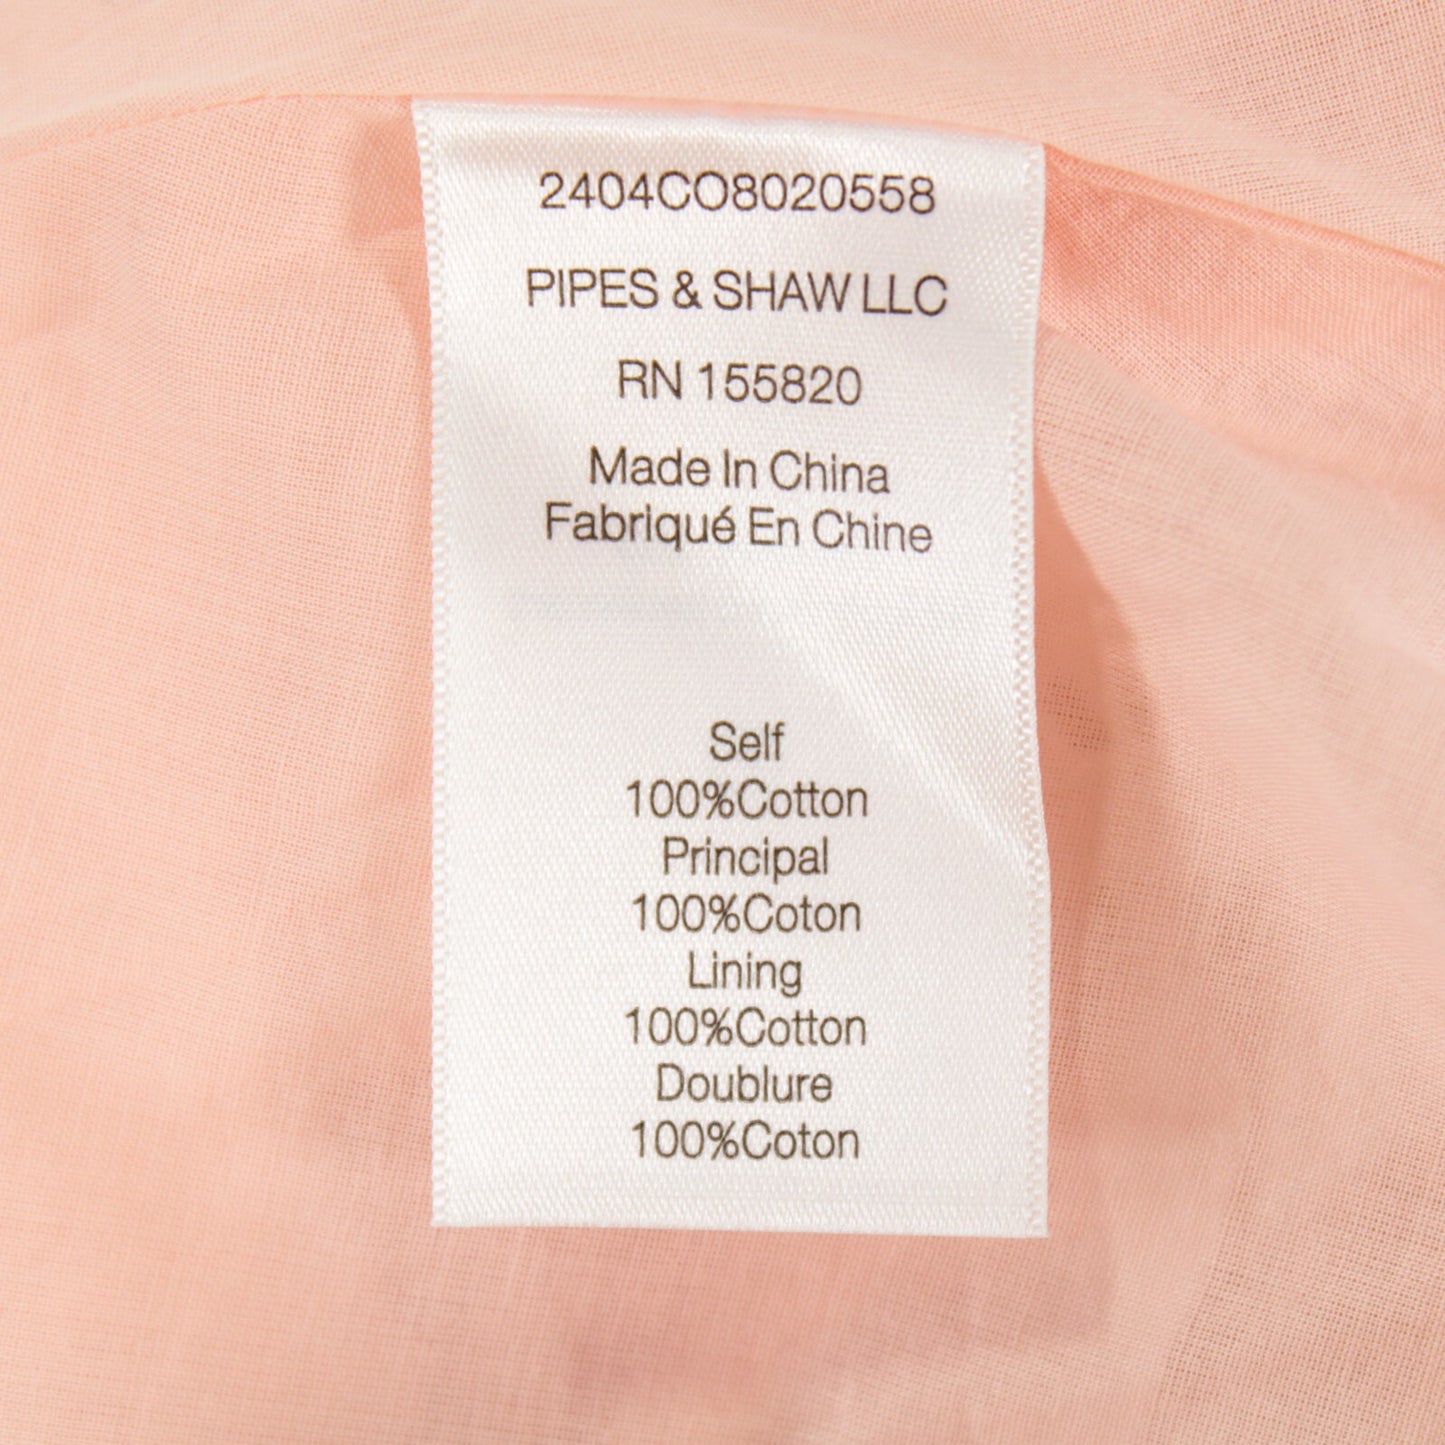 2404CO8020558
PIPES & SHAW LLC
RN 155820
Made In China
Fabriqué En Chine
Self
100%Cotton
Principal
100%Coton
Lining
100%Cotton
Doublure
100%Coton